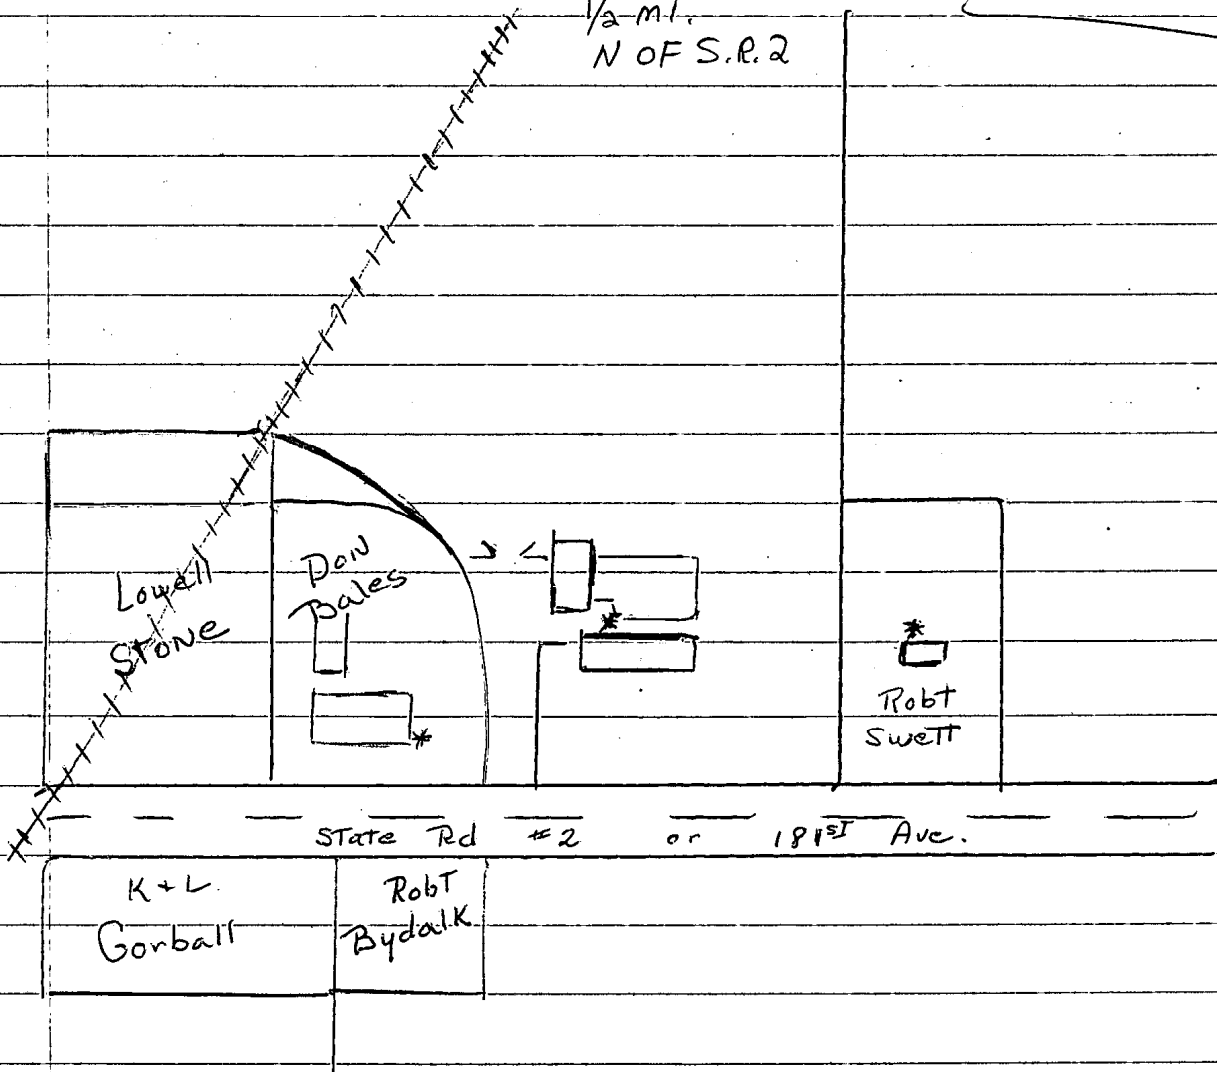 1/2 mi.
N OF S.R. 2
Lowell
Stone
Don
Bales
Robt
Swett
State Rd #2 or 181ST Ave.
K + L
Gorball
Robt
Bydalk